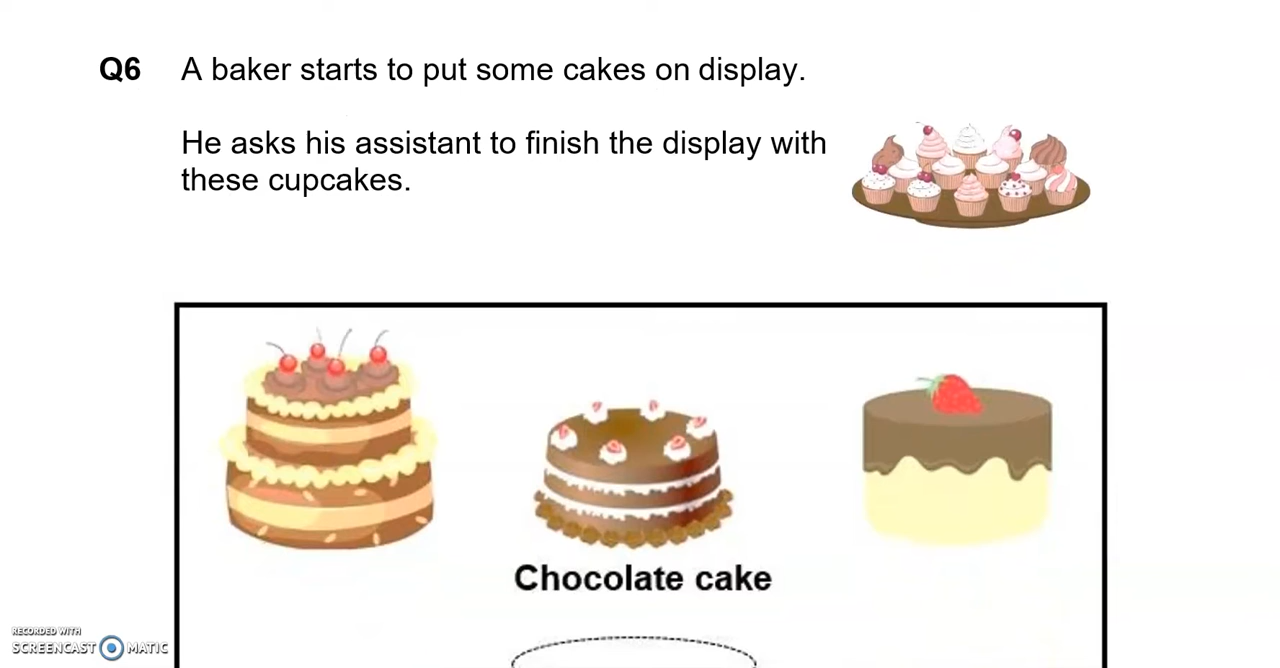 Q6 A baker starts to put some cakes on display.
He asks his assistant to finish the display with
these cupcakes.
Chocolate cake
RECORDED WITH
SCREENCAST MATIC